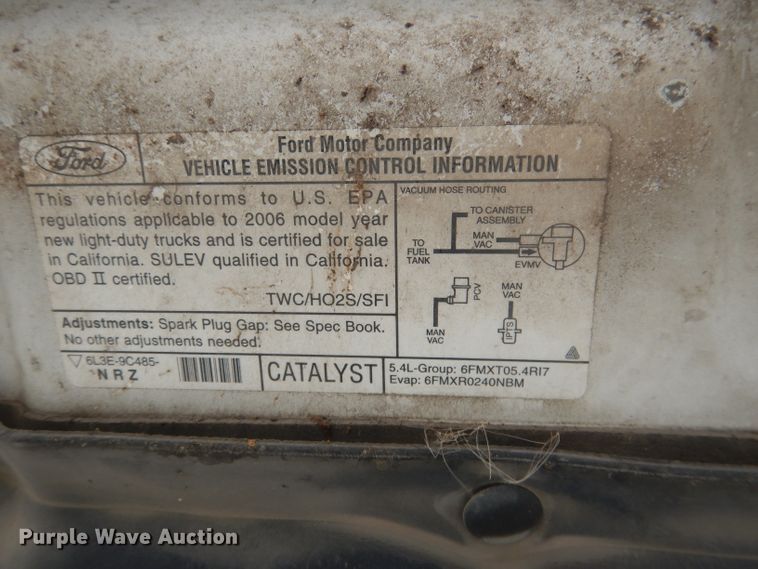 Ford
Ford Motor Company
VEHICLE EMISSION CONTROL INFORMATION
This vehicle conforms to U.S. EPA
regulations applicable to 2006 model year
new light-duty trucks and is certified for sale
in California. SULEV qualified in California.
OBD II certified.
TWC/HO2S/SFI
Adjustments: Spark Plug Gap: See Spec Book.
No other adjustments needed.
6L3E-9C485-
NRZ
CATALYST
VACUUM HOSE ROUTING
TO CANISTER
ASSEMBLY
MAN
VAC
TO
FUEL
TANK
EVMV
PCV
MAN
VAC
MAN
VAC
IPTS
5.4L-Group: 6FMXT05.4RI7
Evap: 6FMXR0240NBM
Purple Wave Auction